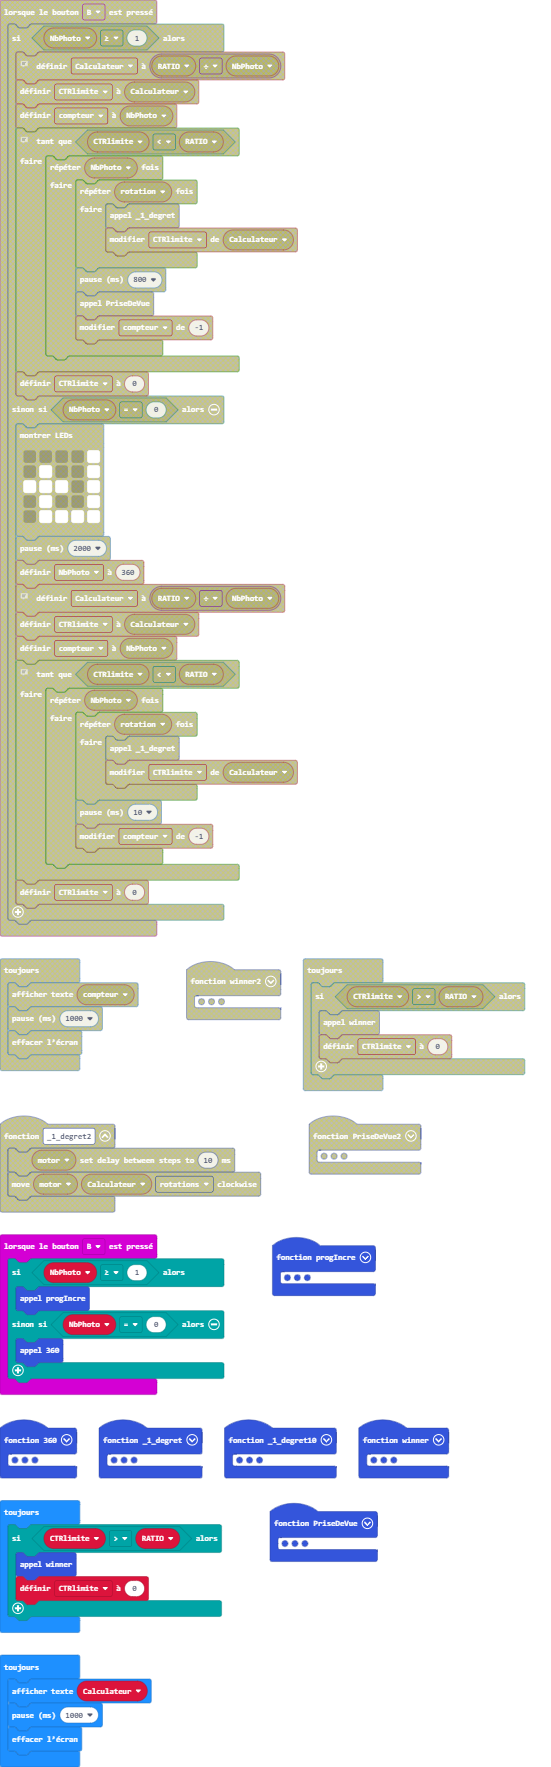 lorsque le bouton B est pressé
si NbPhoto ≥ 1 alors
définir Calculateur à RATIO ÷ NbPhoto
définir CTRlimite à Calculateur
définir compteur à NbPhoto
tant que CTRlimite < RATIO
faire répéter NbPhoto fois
faire répéter rotation fois
faire appel _1_degret
modifier CTRlimite de Calculateur
pause (ms) 800
appel PriseDeVue
modifier compteur de -1
définir CTRlimite à 0
sinon si NbPhoto = 0 alors
montrer LEDs
pause (ms) 2000
définir NbPhoto à 360
définir Calculateur à RATIO ÷ NbPhoto
définir CTRlimite à Calculateur
définir compteur à NbPhoto
tant que CTRlimite < RATIO
faire répéter NbPhoto fois
faire répéter rotation fois
faire appel _1_degret
modifier CTRlimite de Calculateur
pause (ms) 10
modifier compteur de -1
définir CTRlimite à 0
toujours
afficher texte compteur
pause (ms) 1000
effacer l'écran
fonction winner2
toujours
si CTRlimite > RATIO alors
appel winner
définir CTRlimite à 0
fonction _1_degret2
motor set delay between steps to 10 ms
move motor Calculateur rotations clockwise
fonction PriseDeVue2
lorsque le bouton B est pressé
si NbPhoto ≥ 1 alors
appel progIncre
sinon si NbPhoto = 0 alors
appel 360
fonction progIncre
fonction 360
fonction _1_degret
fonction _1_degret10
fonction winner
toujours
si CTRlimite > RATIO alors
appel winner
définir CTRlimite à 0
fonction PriseDeVue
toujours
afficher texte Calculateur
pause (ms) 1000
effacer l'écran